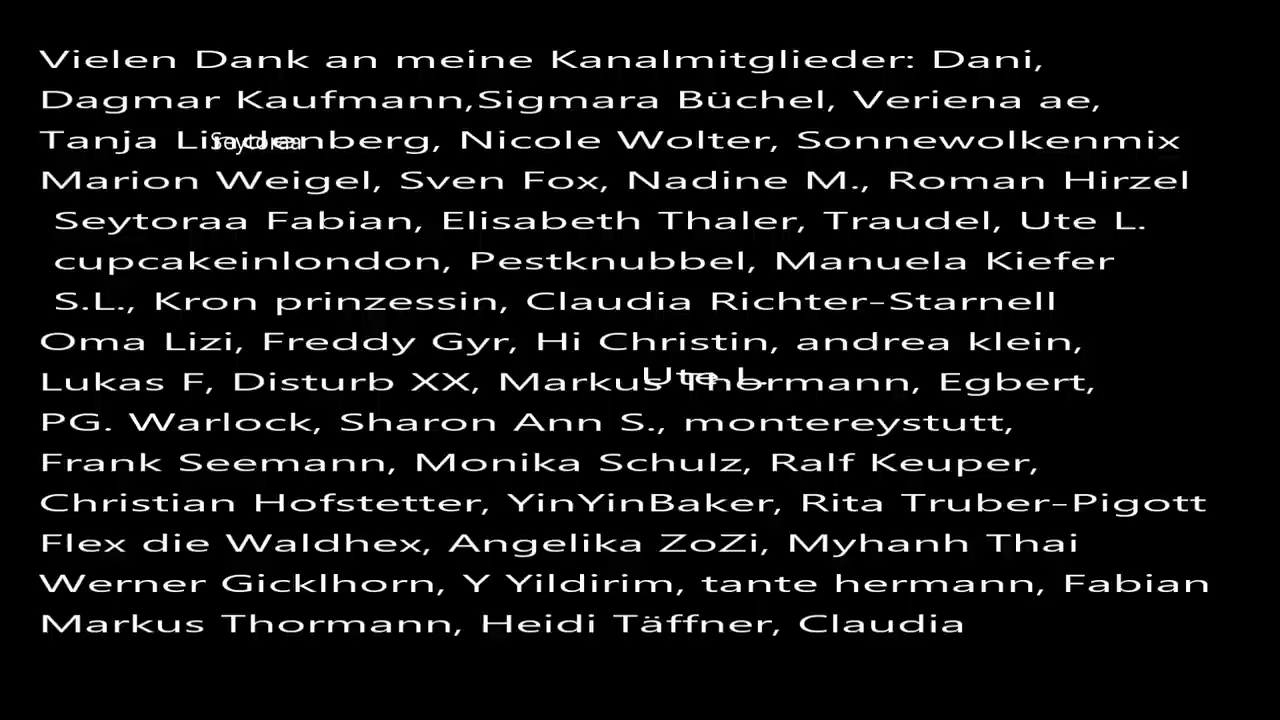 Vielen Dank an meine Kanalmitglieder: Dani,
Dagmar Kaufmann,Sigmara Büchel, Veriena ae,
Tanja Lindenberg, Nicole Wolter, Sonnewolkenmix
Seytoraa
Marion Weigel, Sven Fox, Nadine M., Roman Hirzel
Seytoraa Fabian, Elisabeth Thaler, Traudel, Ute L.
cupcakeinlondon, Pestknubbel, Manuela Kiefer
S.L., Kron prinzessin, Claudia Richter-Starnell
Oma Lizi, Freddy Gyr, Hi Christin, andrea klein,
Ute L.
Lukas F, Disturb XX, Markus Thormann, Egbert,
PG. Warlock, Sharon Ann S., montereystutt,
Frank Seemann, Monika Schulz, Ralf Keuper,
Christian Hofstetter, YinYinBaker, Rita Truber-Pigott
Flex die Waldhex, Angelika ZoZi, Myhanh Thai
Werner Gicklhorn, Y Yildirim, tante hermann, Fabian
Markus Thormann, Heidi Täffner, Claudia